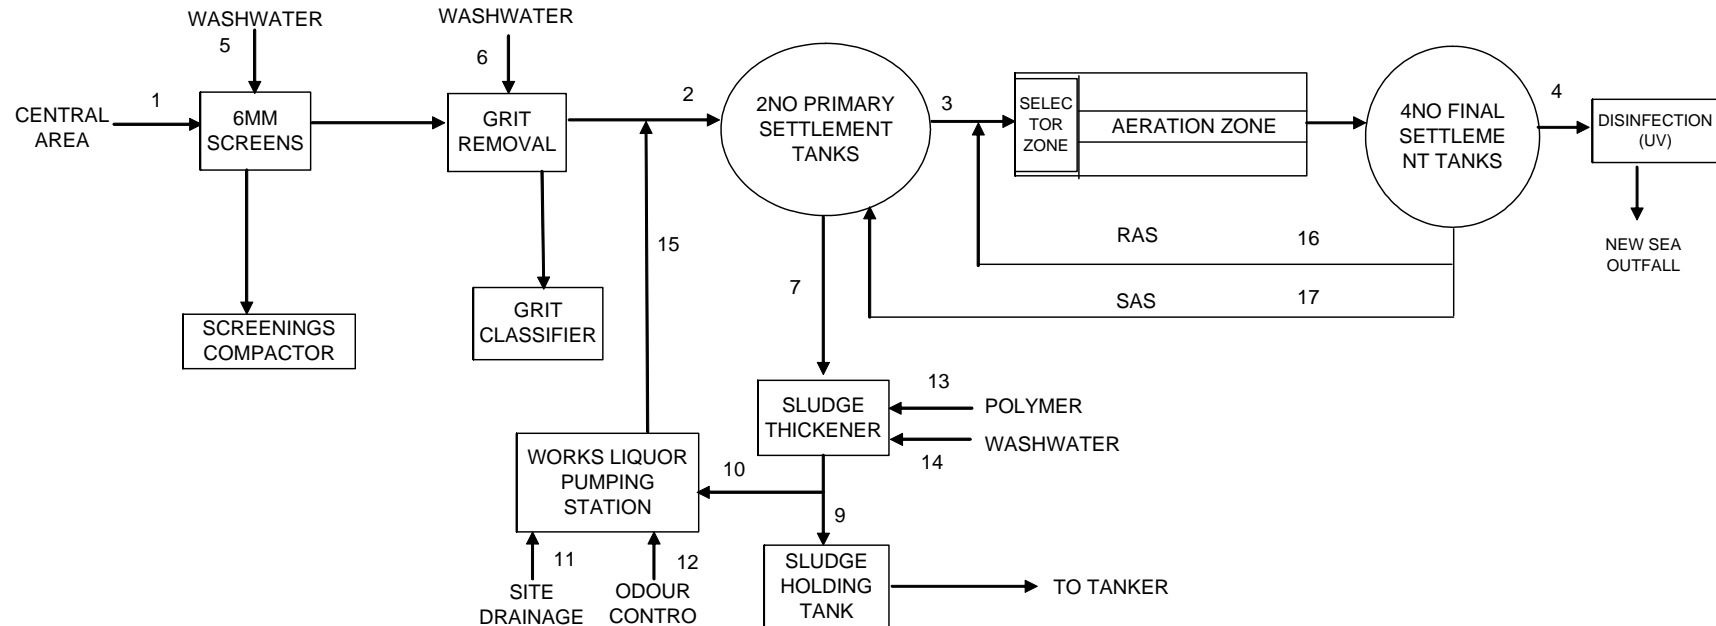 WASHWATER
5
WASHWATER
6
CENTRAL
AREA
1
6MM
SCREENS
GRIT
REMOVAL
2
2NO PRIMARY
SETTLEMENT
TANKS
3
SELEC
TOR
ZONE
AERATION ZONE
4NO FINAL
SETTLEME
NT TANKS
4
DISINFECTION
(UV)
NEW SEA
OUTFALL
RAS
16
SAS
17
15
7
SCREENINGS
COMPACTOR
GRIT
CLASSIFIER
SLUDGE
THICKENER
13
POLYMER
WASHWATER
14
WORKS LIQUOR
PUMPING
STATION
10
9
11
12
SITE
DRAINAGE
ODOUR
CONTRO
SLUDGE
HOLDING
TANK
TO TANKER